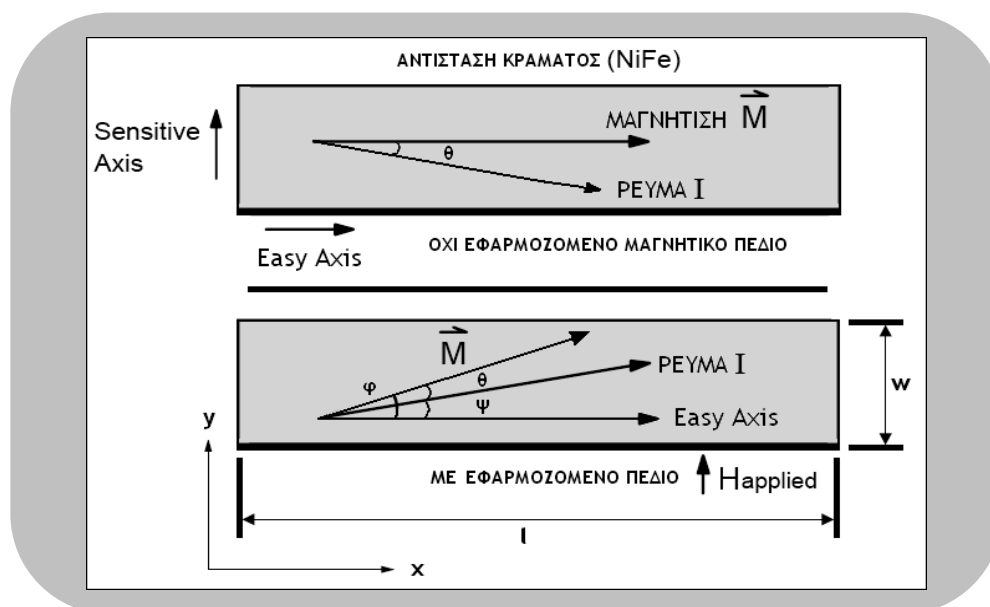 ΑΝΤΙΣΤΑΣΗ ΚΡΑΜΑΤΟΣ (NiFe)
Sensitive
Axis
ΜΑΓΝΗΤΙΣΗ M
θ
ΡΕΥΜΑ I
Easy Axis
ΟΧΙ ΕΦΑΡΜΟΖΟΜΕΝΟ ΜΑΓΝΗΤΙΚΟ ΠΕΔΙΟ
M
ΡΕΥΜΑ I
φ
θ
ψ
Easy Axis
w
y
ΜΕ ΕΦΑΡΜΟΖΟΜΕΝΟ ΠΕΔΙΟ
Happlied
l
x